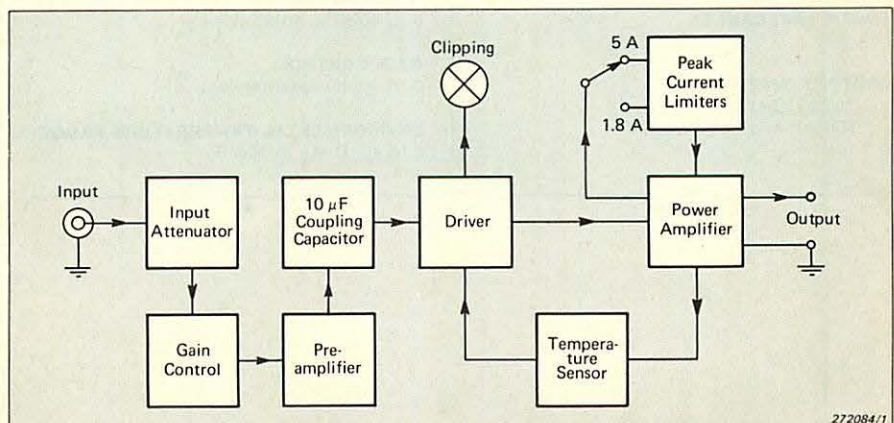 Clipping
5 A
1.8 A
Peak
Current
Limiters
Input
Input
Attenuator
10 μF
Coupling
Capacitor
Driver
Power
Amplifier
Output
Gain
Control
Pre-
amplifier
Tempera-
ture
Sensor
272084/1